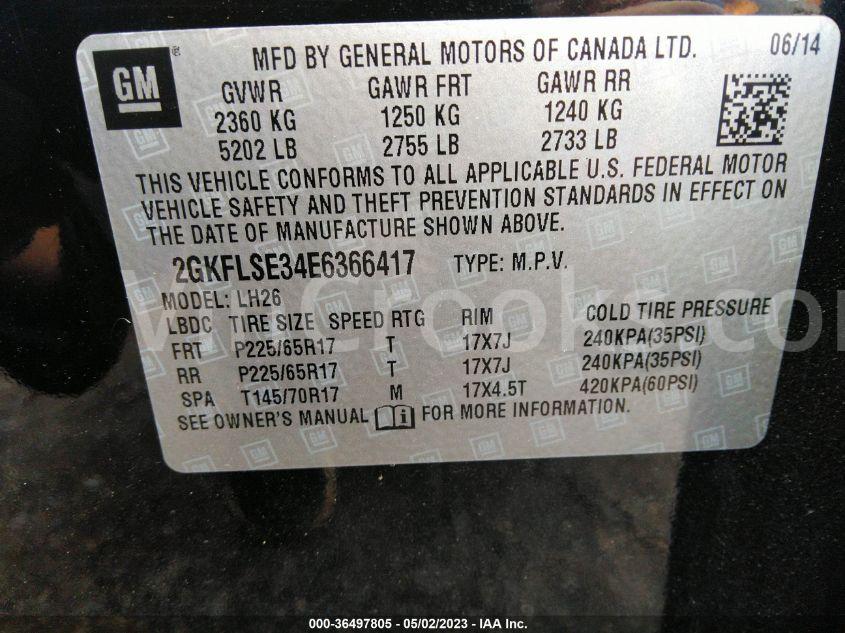 GM ® MFD BY GENERAL MOTORS OF CANADA LTD. 06/14
GVWR GAWR FRT GAWR RR
2360 KG 1250 KG 1240 KG
5202 LB 2755 LB 2733 LB
THIS VEHICLE CONFORMS TO ALL APPLICABLE U.S. FEDERAL MOTOR
VEHICLE SAFETY AND THEFT PREVENTION STANDARDS IN EFFECT ON
THE DATE OF MANUFACTURE SHOWN ABOVE.
2GKFLSE34E6366417 TYPE: M.P.V.
MODEL: LH26
LBDC TIRE SIZE SPEED RTG RIM COLD TIRE PRESSURE
FRT P225/65R17 T 17X7J 240KPA(35PSI)
RR P225/65R17 T 17X7J 240KPA(35PSI)
SPA T145/70R17 M 17X4.5T 420KPA(60PSI)
SEE OWNER'S MANUAL FOR MORE INFORMATION.
000-36497805 - 05/02/2023 - IAA Inc.